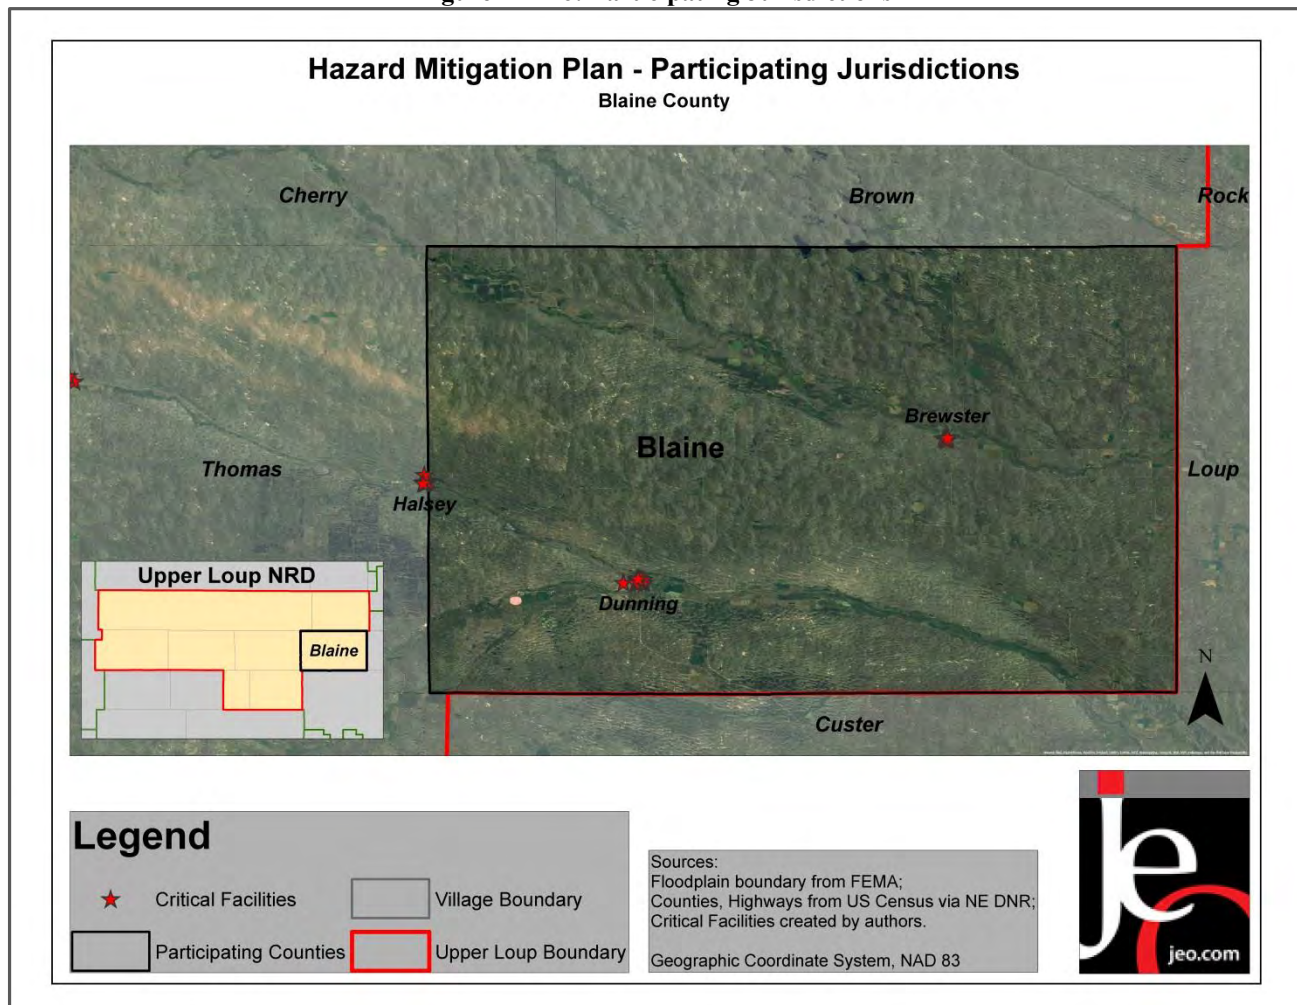 Hazard Mitigation Plan - Participating Jurisdictions
Blaine County
Cherry
Brown
Rock
Brewster
Blaine
Thomas
Loup
Halsey
Dunning
Upper Loup NRD
Blaine
N
Custer
Legend
Critical Facilities
Village Boundary
Participating Counties
Upper Loup Boundary
Sources:
Floodplain boundary from FEMA;
Counties, Highways from US Census via NE DNR;
Critical Facilities created by authors.
Geographic Coordinate System, NAD 83
je
jeo.com